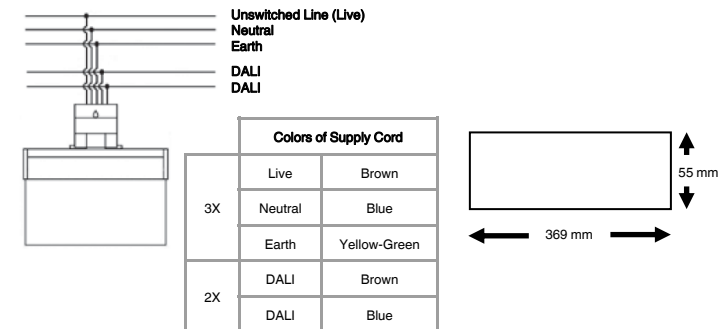 Unswitched Line (Live)
Neutral
Earth
DALI
DALI
Colors of Supply Cord
3X
Live Brown
Neutral Blue
Earth Yellow-Green
2X
DALI Brown
DALI Blue
55 mm
369 mm